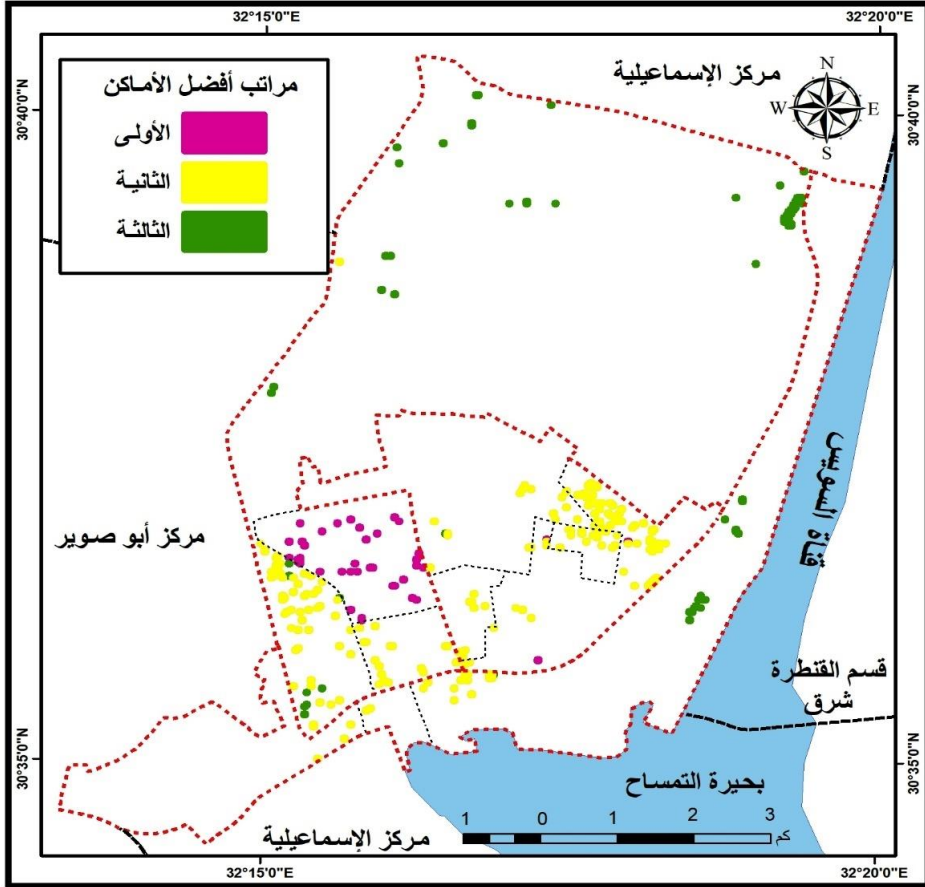 32°15'0"E
32°20'0"E
30°40'0"N
30°40'0"N
مركز الإسماعيلية
N
W
E
S
مراتب أفضل الأماكن
الأولى
الثانية
الثالثة
مركز أبو صوير
قناة السويس
قسم القنطرة
شرق
30°35'0"N
30°35'0"N
بحيرة التمساح
1 0 1 2 3
كم
مركز الإسماعيلية
32°15'0"E
32°20'0"E